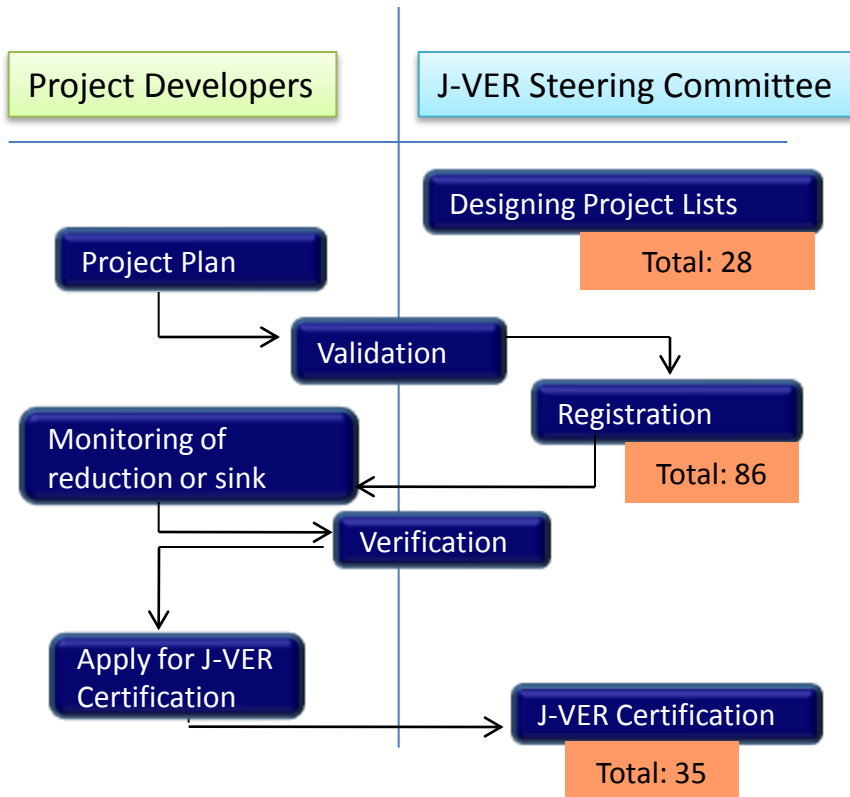 Project Developers
J-VER Steering Committee
Designing Project Lists
Total: 28
Project Plan
Validation
Registration
Total: 86
Monitoring of
reduction or sink
Verification
Apply for J-VER
Certification
J-VER Certification
Total: 35